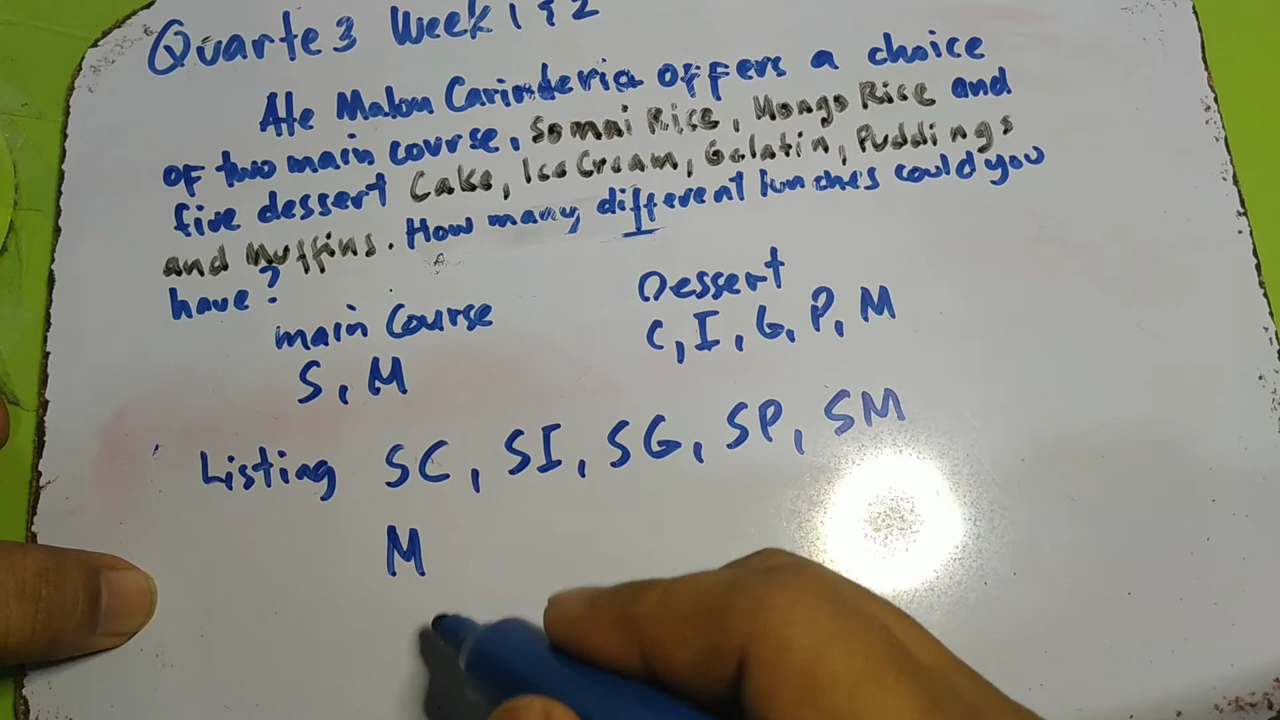 Quarte 3 Week 1 & 2
Ate Malou Carinderia offers a choice
of two main course, Somai Rice, Mongo Rice and
five dessert Cake, Ice Cream, Gelatin, Puddings
and Muffins. How many different lunches could you
have?
main Course
S, M
Dessert
C, I, G, P, M
Listing SC, SI, SG, SP, SM
M